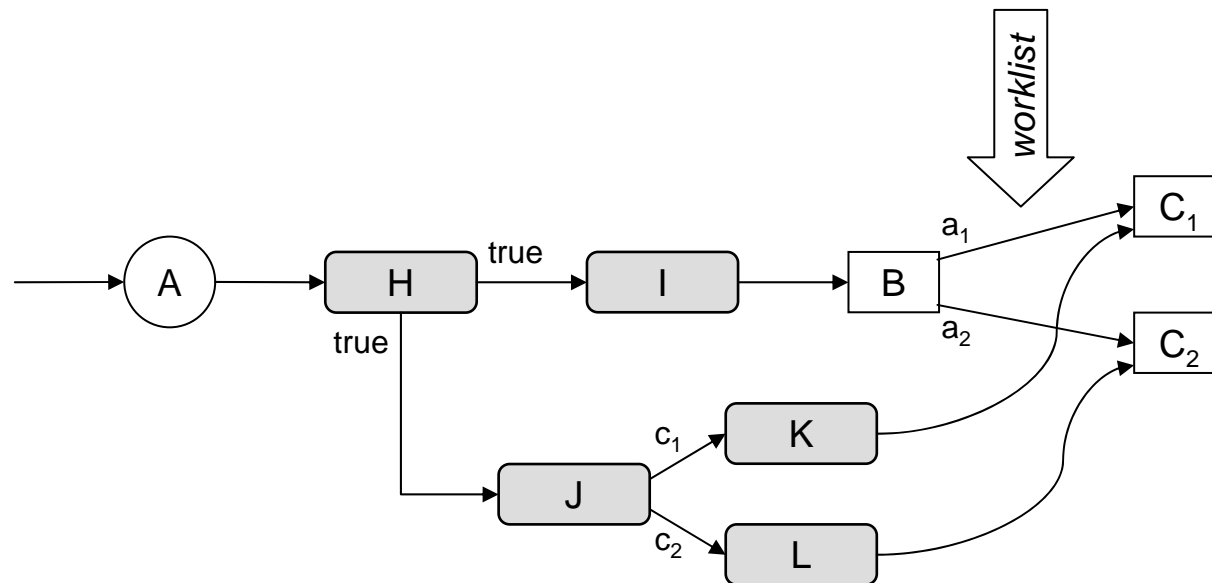 worklist
C₁
a₁
A
H
true
I
B
true
a₂
C₂
c₁
K
J
c₂
L